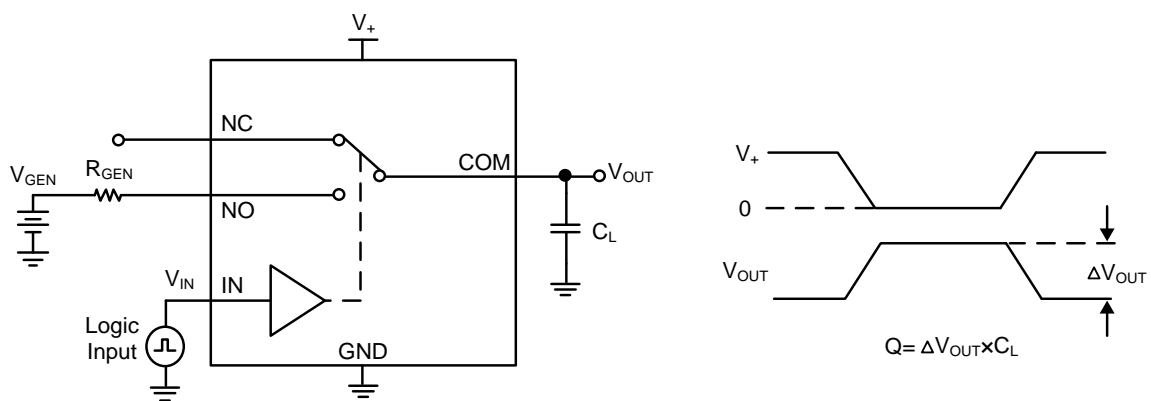 V+
NC
COM
VOUT
VGEN
RGEN
NO
CL
VIN
IN
Logic
Input
GND
V+
0
VOUT
ΔVOUT
Q= ΔVOUT×CL